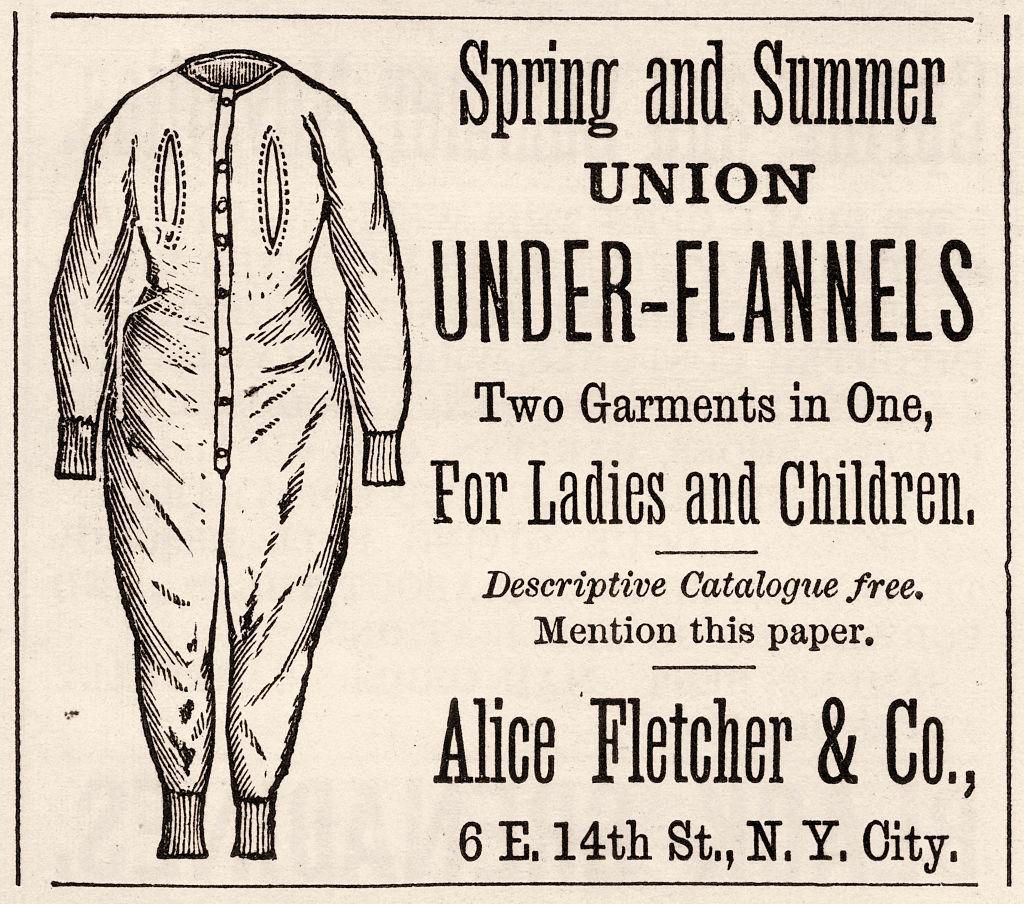 Spring and Summer
UNION
UNDER-FLANNELS
Two Garments in One,
For Ladies and Children.
Descriptive Catalogue free.
Mention this paper.
Alice Fletcher & Co.,
6 E. 14th St., N. Y. City.